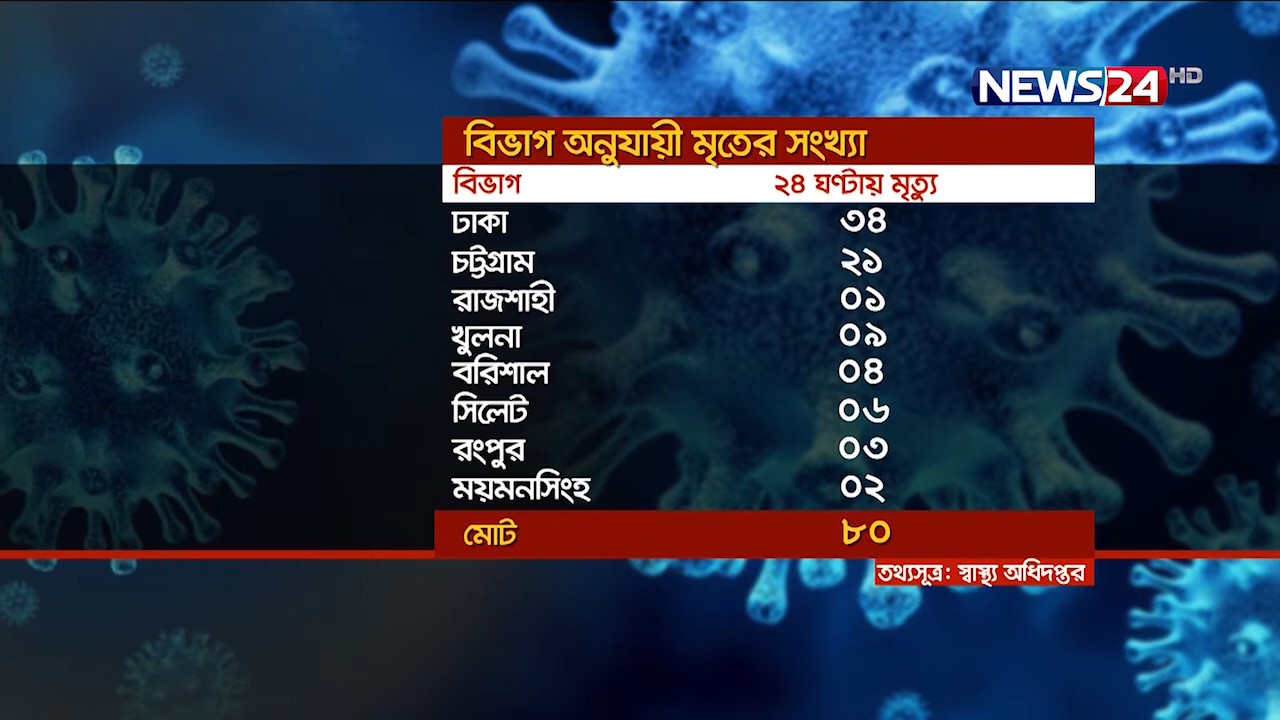 NEWS24 HD
বিভাগ অনুযায়ী মৃতের সংখ্যা
বিভাগ ২৪ ঘণ্টায় মৃত্যু
ঢাকা ৩৪
চট্টগ্রাম ২১
রাজশাহী ০১
খুলনা ০৯
বরিশাল ০৪
সিলেট ০৬
রংপুর ০৩
ময়মনসিংহ ০২
মোট ৮০
তথ্যসূত্র: স্বাস্থ্য অধিদপ্তর